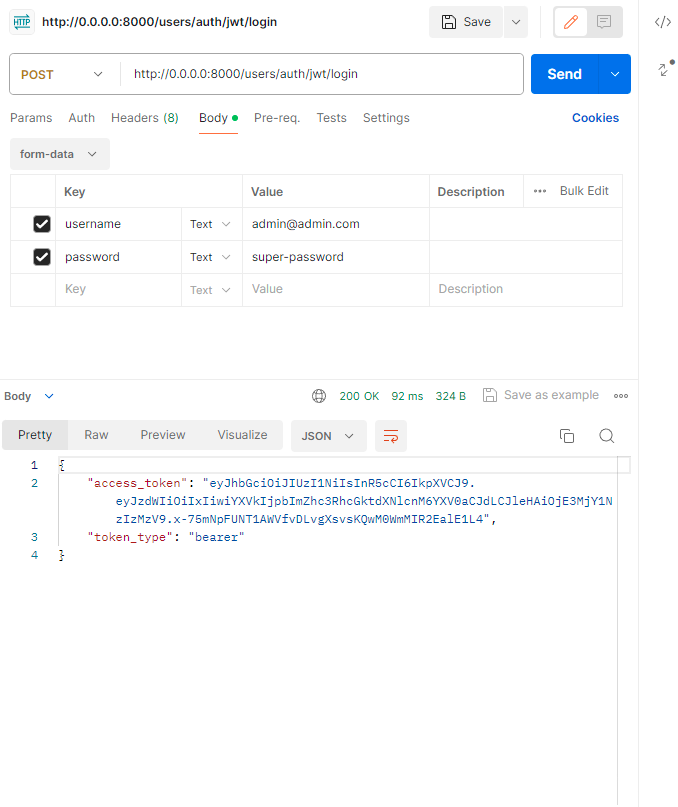 HTTP http://0.0.0.0:8000/users/auth/jwt/login Save
POST http://0.0.0.0:8000/users/auth/jwt/login Send
Params Auth Headers (8) Body Pre-req. Tests Settings Cookies
form-data
Key Value Description Bulk Edit
username Text admin@admin.com
password Text super-password
Key Text Value Description
Body 200 OK 92 ms 324 B Save as example
Pretty Raw Preview Visualize JSON
1 {
2 "access_token": "eyJhbGciOiJIUzI1NiIsInR5cCI6IkpXVCJ9.
eyJzdWIiOiIxIiwiYXVkIjpbImZhc3RhcGktdXNlcnM6YXV0aCJdLCJleHAiOjE3MjY1N
zIzMzV9.x-75mNpFUNT1AWVfvDLvgXsvsKQwM0WmMIR2EalE1L4",
3 "token_type": "bearer"
4 }